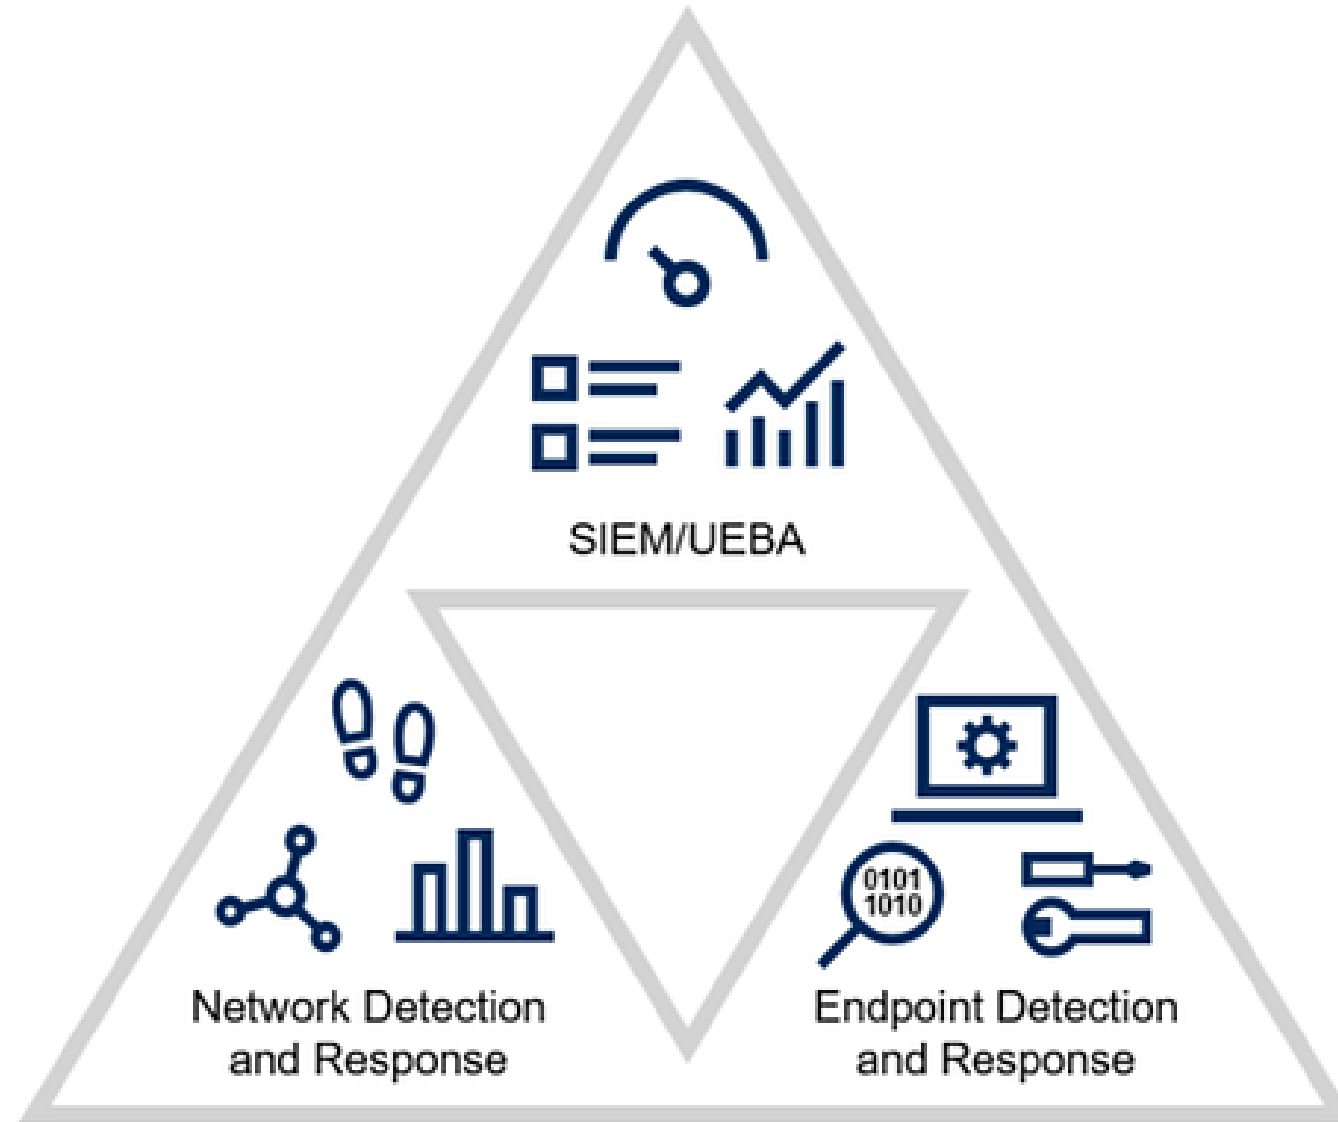 SIEM/UEBA
0101
1010
Network Detection
and Response
Endpoint Detection
and Response